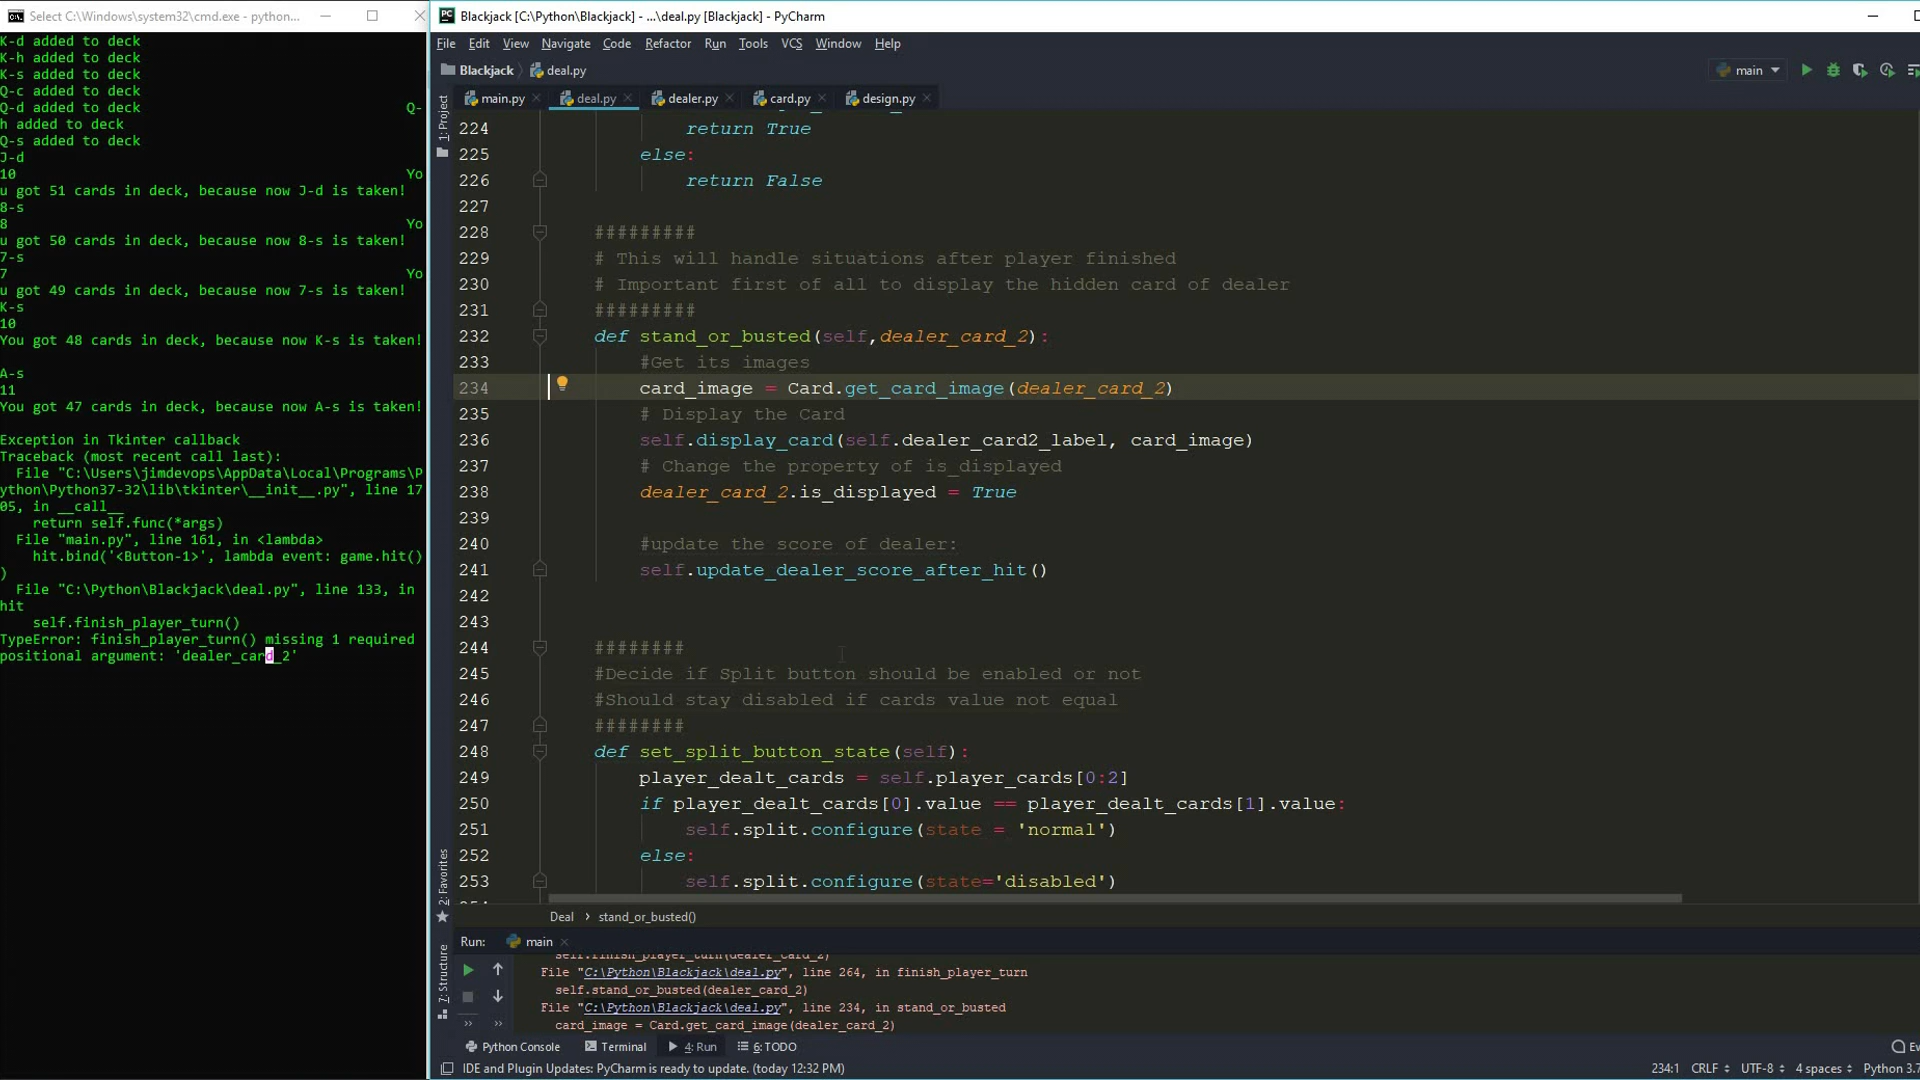 Select C:\Windows\system32\cmd.exe - python...
K-d added to deck
K-h added to deck
K-s added to deck
Q-c added to deck
Q-d added to deck Q-
h added to deck
Q-s added to deck
J-d
10 Yo
u got 51 cards in deck, because now J-d is taken!
8-s
8 Yo
u got 50 cards in deck, because now 8-s is taken!
7-s
7 Yo
u got 49 cards in deck, because now 7-s is taken!
K-s
10
You got 48 cards in deck, because now K-s is taken!
A-s
11
You got 47 cards in deck, because now A-s is taken!
Exception in Tkinter callback
Traceback (most recent call last):
File "C:\Users\jimdevops\AppData\Local\Programs\P
ython\Python37-32\lib\tkinter\__init__.py", line 17
05, in __call__
return self.func(*args)
File "main.py", line 161, in <lambda>
hit.bind('<Button-1>', lambda event: game.hit()
)
File "C:\Python\Blackjack\deal.py", line 133, in
hit
self.finish_player_turn()
TypeError: finish_player_turn() missing 1 required
positional argument: 'dealer_card_2'
Blackjack [C:\Python\Blackjack] - ...\deal.py [Blackjack] - PyCharm
File Edit View Navigate Code Refactor Run Tools VCS Window Help
Blackjack deal.py
main
main.py deal.py dealer.py card.py design.py
1: Project
224 return True
225 else:
226 return False
227
228 #########
229 # This will handle situations after player finished
230 # Important first of all to display the hidden card of dealer
231 #########
232 def stand_or_busted(self,dealer_card_2):
233 #Get its images
234 card_image = Card.get_card_image(dealer_card_2)
235 # Display the Card
236 self.display_card(self.dealer_card2_label, card_image)
237 # Change the property of is_displayed
238 dealer_card_2.is_displayed = True
239
240 #update the score of dealer:
241 self.update_dealer_score_after_hit()
242
243
244 ########
245 #Decide if Split button should be enabled or not
246 #Should stay disabled if cards value not equal
247 ########
248 def set_split_button_state(self):
249 player_dealt_cards = self.player_cards[0:2]
250 if player_dealt_cards[0].value == player_dealt_cards[1].value:
251 self.split.configure(state = 'normal')
252 else:
253 self.split.configure(state='disabled')
2: Favorites
7: Structure
Deal stand_or_busted()
Run: main
self.finish_player_turn(dealer_card_2)
File "C:\Python\Blackjack\deal.py", line 264, in finish_player_turn
self.stand_or_busted(dealer_card_2)
File "C:\Python\Blackjack\deal.py", line 234, in stand_or_busted
card_image = Card.get_card_image(dealer_card_2)
Python Console Terminal 4: Run 6: TODO Ev
IDE and Plugin Updates: PyCharm is ready to update. (today 12:32 PM) 234:1 CRLF UTF-8 4 spaces Python 3.7